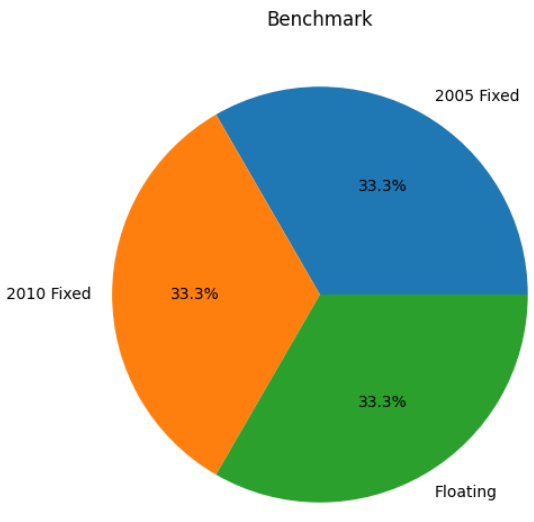 Benchmark
2005 Fixed
33.3%
2010 Fixed
33.3%
33.3%
Floating